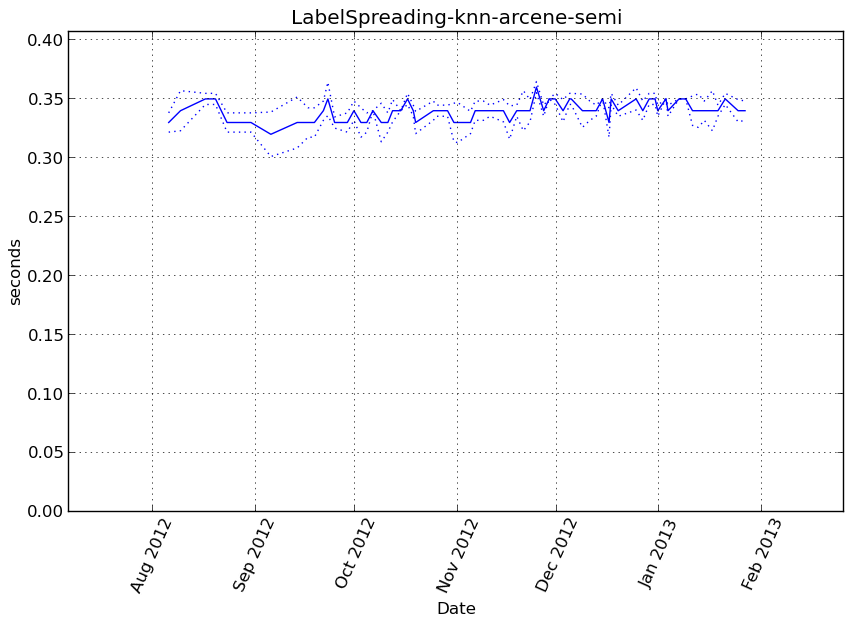 LabelSpreading-knn-arcene-semi
0.40
0.35
0.30
0.25
0.20
0.15
0.10
0.05
0.00
seconds
Aug 2012
Sep 2012
Oct 2012
Nov 2012
Dec 2012
Jan 2013
Feb 2013
Date